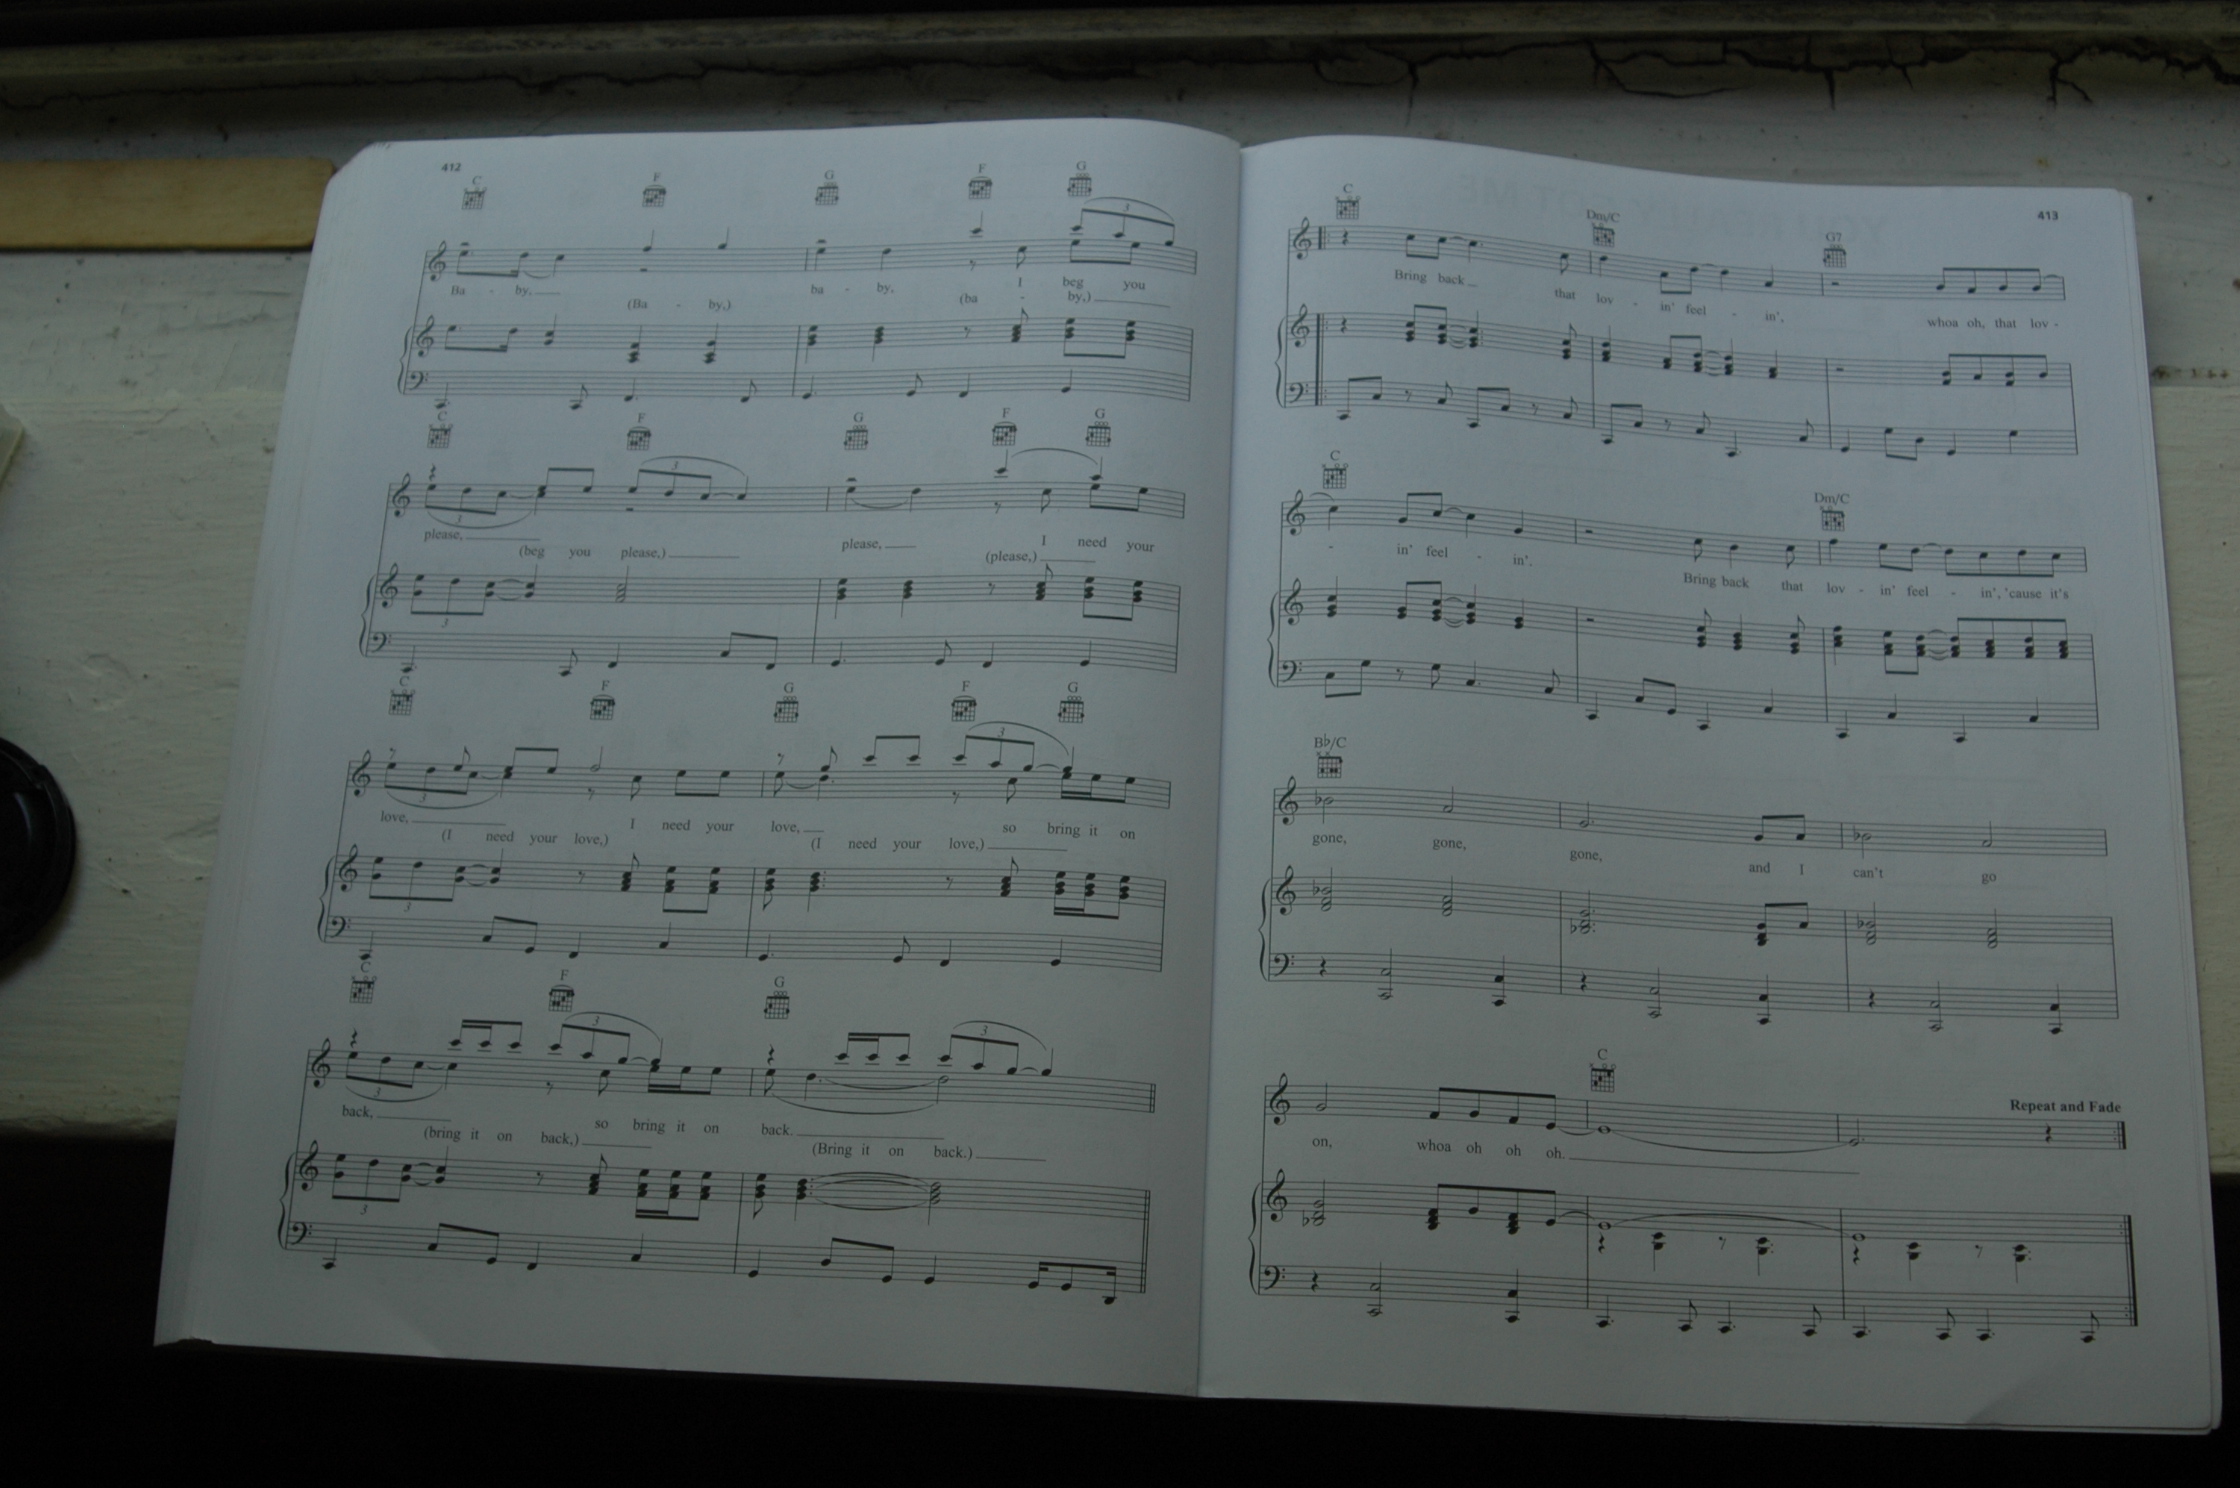 412
C F G F G
Ba - by, ba - by, I beg you
(Ba - by,) (ba - by,)
C F G F G
please, please, I need your
(beg you please,) (please,)
C F G F G
love, I need your love, so bring it on
(I need your love,) (I need your love,)
C F G
back, so bring it on back.
(bring it on back,) (Bring it on back.)
413
C Dm/C G7
Bring back that lov - in' feel - in', whoa oh, that lov -
C Dm/C
- in' feel - in'. Bring back that lov - in' feel - in', 'cause it's
B♭/C
gone, gone, gone, and I can't go
C
Repeat and Fade
on, whoa oh oh oh.